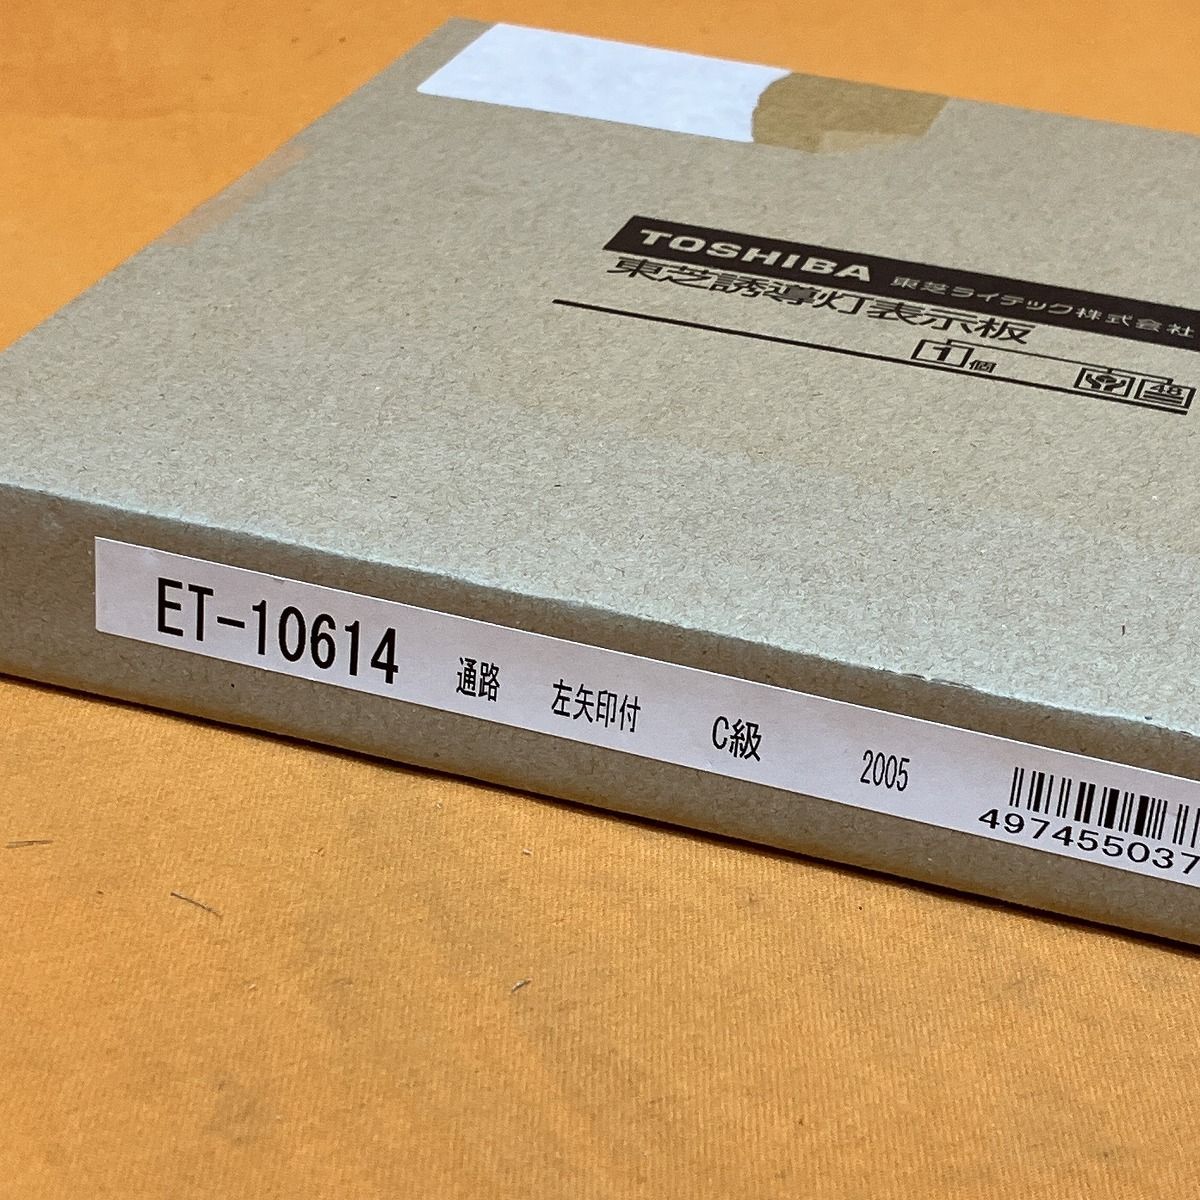 TOSHIBA 東芝ライテック株式会社
東芝誘導灯表示板
1個
ET-10614 通路 左矢印付 C級 2005
497455037